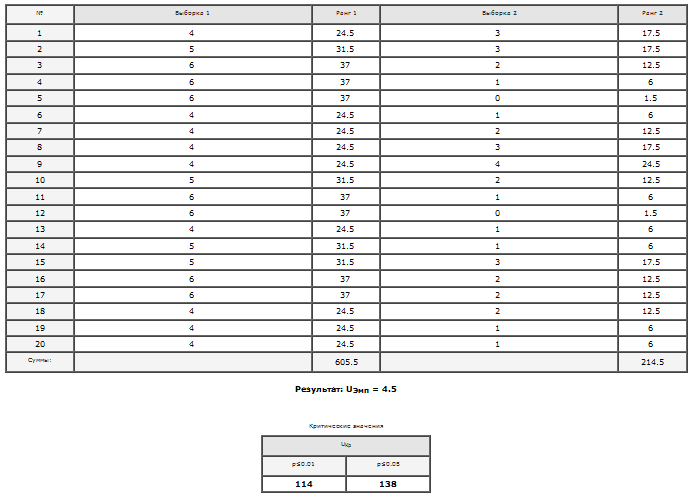 № Выборка 1 Ранг 1 Выборка 2 Ранг 2
1 4 24.5 3 17.5
2 5 31.5 3 17.5
3 6 37 2 12.5
4 6 37 1 6
5 6 37 0 1.5
6 4 24.5 1 6
7 4 24.5 2 12.5
8 4 24.5 3 17.5
9 4 24.5 4 24.5
10 5 31.5 2 12.5
11 6 37 1 6
12 6 37 0 1.5
13 4 24.5 1 6
14 5 31.5 1 6
15 5 31.5 3 17.5
16 6 37 2 12.5
17 6 37 2 12.5
18 4 24.5 2 12.5
19 4 24.5 1 6
20 4 24.5 1 6
Суммы: 605.5 214.5
Результат: UЭмп = 4.5
Критические значения
UКр
p≤0.01 p≤0.05
114 138